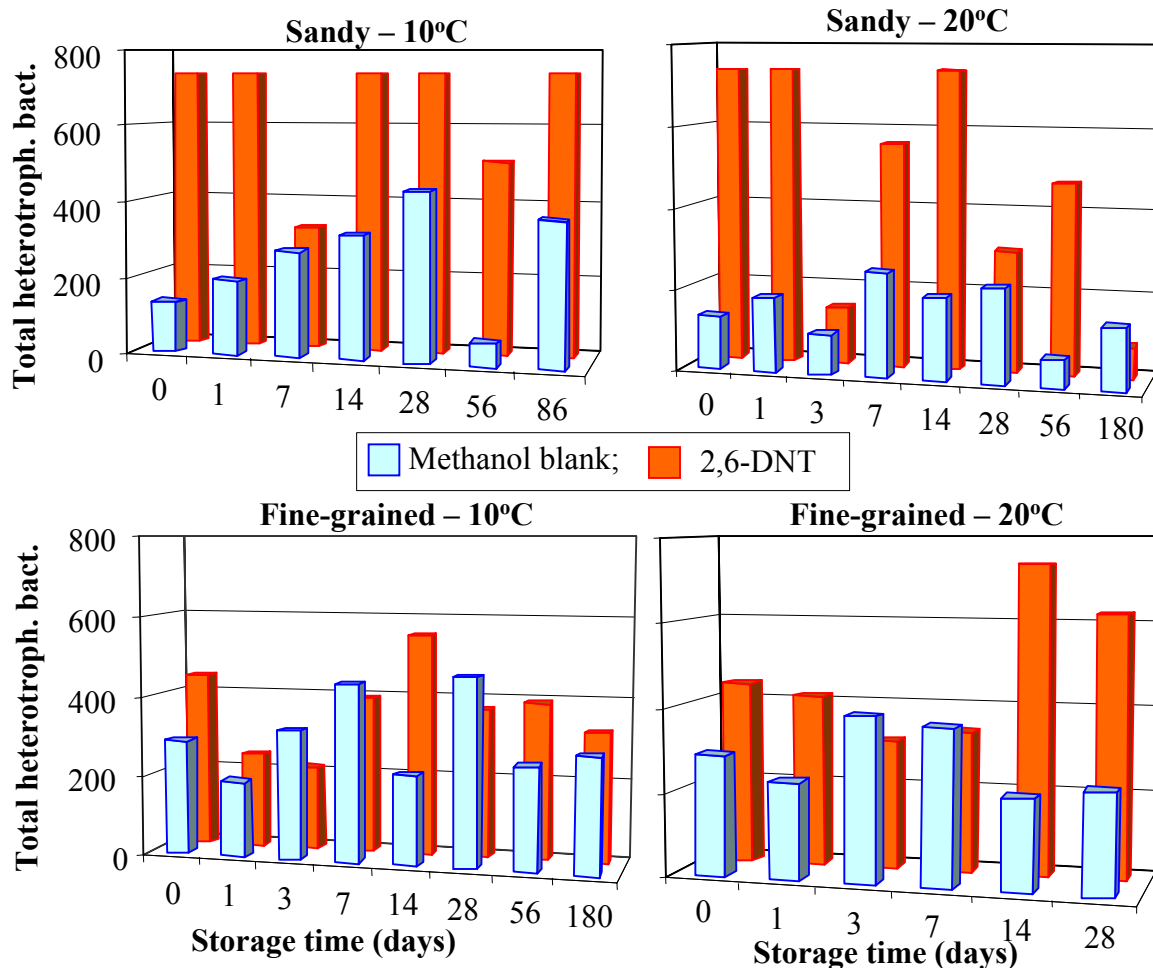 Sandy – 10ºC
Sandy – 20ºC
Total heterotroph. bact.
800
600
400
200
0
0 1 7 14 28 56 86
0 1 3 7 14 28 56 180
Methanol blank; 2,6-DNT
Fine-grained – 10ºC
Fine-grained – 20ºC
Total heterotroph. bact.
800
600
400
200
0
0 1 3 7 14 28 56 180
0 1 3 7 14 28
Storage time (days)
Storage time (days)